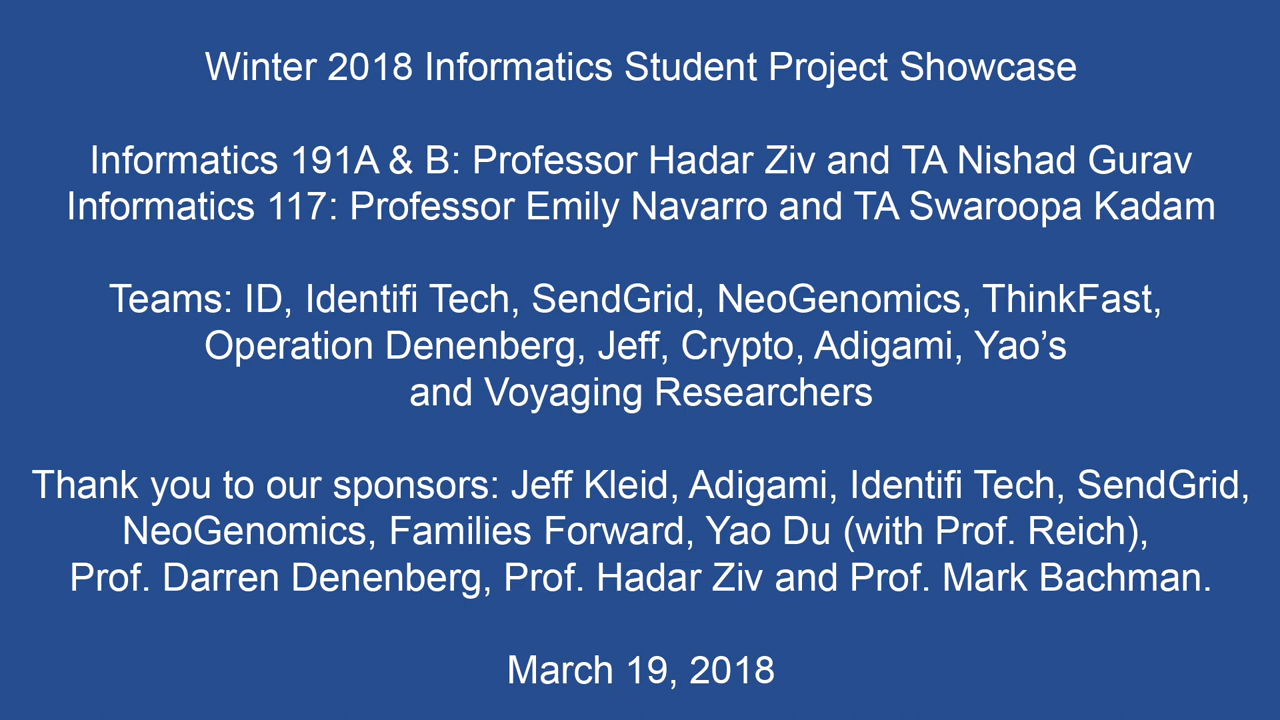 Winter 2018 Informatics Student Project Showcase
Informatics 191A & B: Professor Hadar Ziv and TA Nishad Gurav
Informatics 117: Professor Emily Navarro and TA Swaroopa Kadam
Teams: ID, Identifi Tech, SendGrid, NeoGenomics, ThinkFast,
Operation Denenberg, Jeff, Crypto, Adigami, Yao’s
and Voyaging Researchers
Thank you to our sponsors: Jeff Kleid, Adigami, Identifi Tech, SendGrid,
NeoGenomics, Families Forward, Yao Du (with Prof. Reich),
Prof. Darren Denenberg, Prof. Hadar Ziv and Prof. Mark Bachman.
March 19, 2018